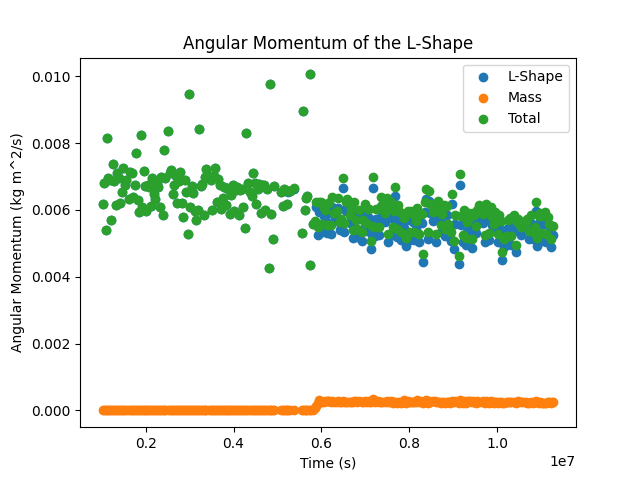 Angular Momentum of the L-Shape
Angular Momentum (kg m^2/s)
0.010
0.008
0.006
0.004
0.002
0.000
L-Shape
Mass
Total
0.2
0.4
0.6
0.8
1.0
1e7
Time (s)